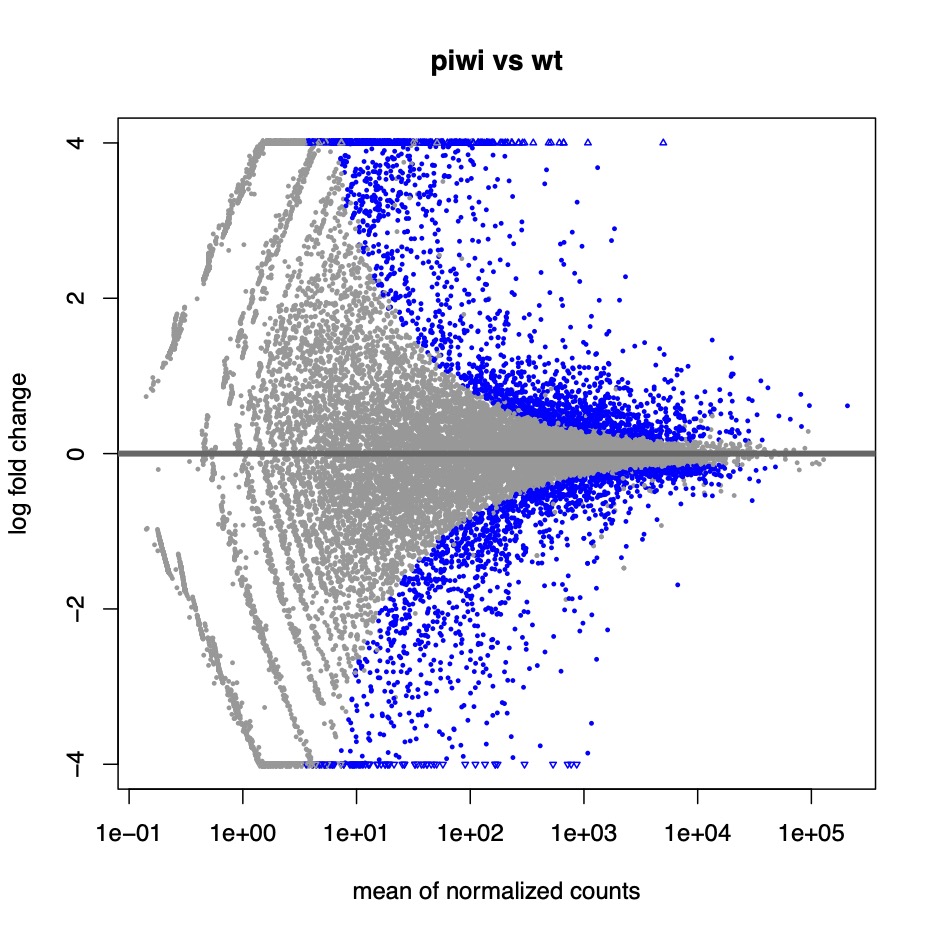 piwi vs wt
log fold change
4
2
0
−2
−4
1e−01 1e+00 1e+01 1e+02 1e+03 1e+04 1e+05
mean of normalized counts